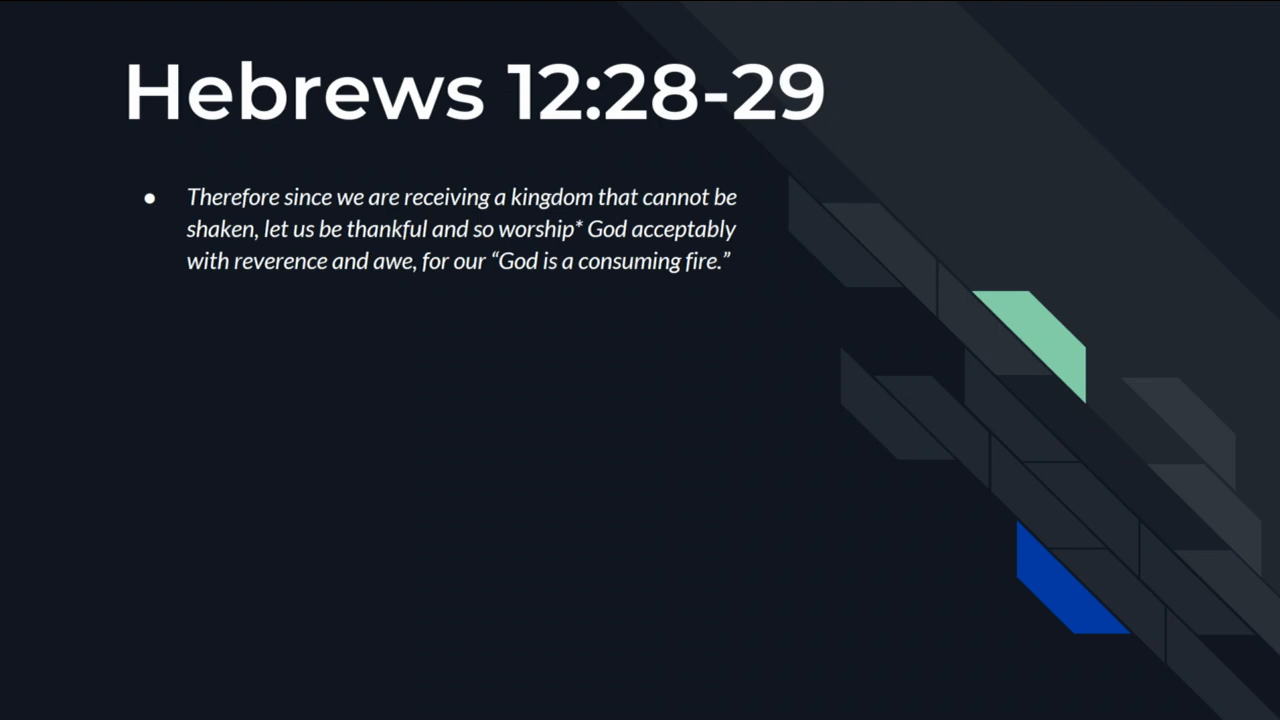 Hebrews 12:28-29
● Therefore since we are receiving a kingdom that cannot be
shaken, let us be thankful and so worship* God acceptably
with reverence and awe, for our “God is a consuming fire.”